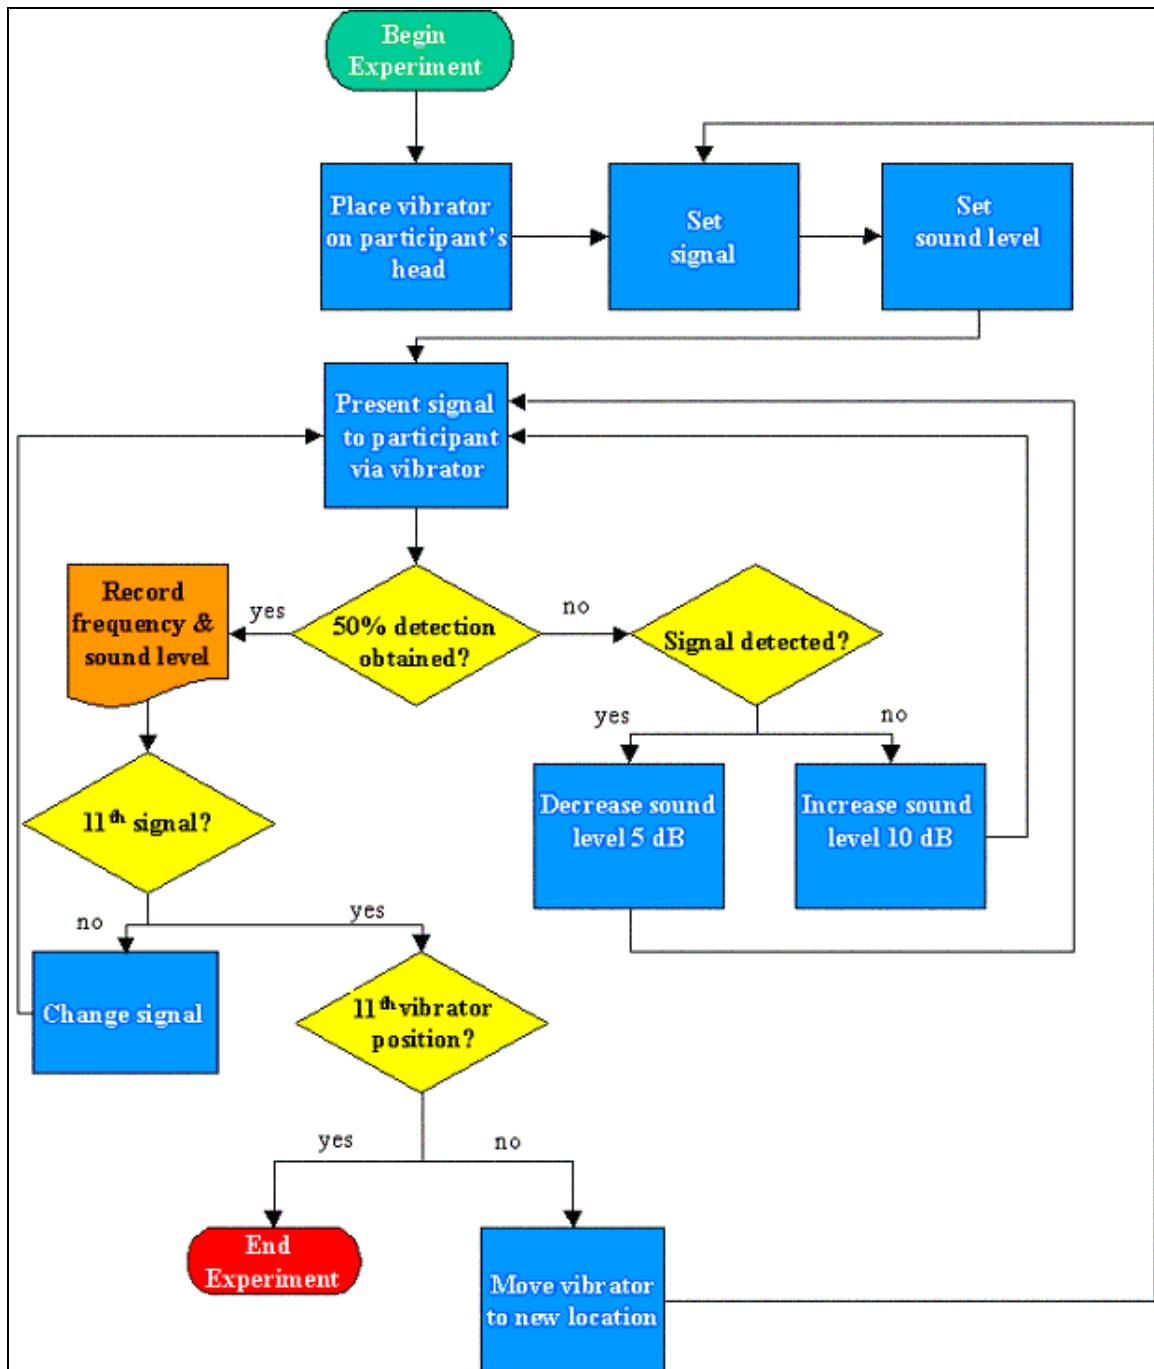 Begin
Experiment
Place vibrator
on participant's
head
Set
signal
Set
sound level
Present signal
to participant
via vibrator
Record
frequency &
sound level
yes
50% detection
obtained?
no
Signal detected?
yes
no
Decrease sound
level 5 dB
Increase sound
level 10 dB
11th signal?
no
yes
Change signal
11th vibrator
position?
yes
no
End
Experiment
Move vibrator
to new location